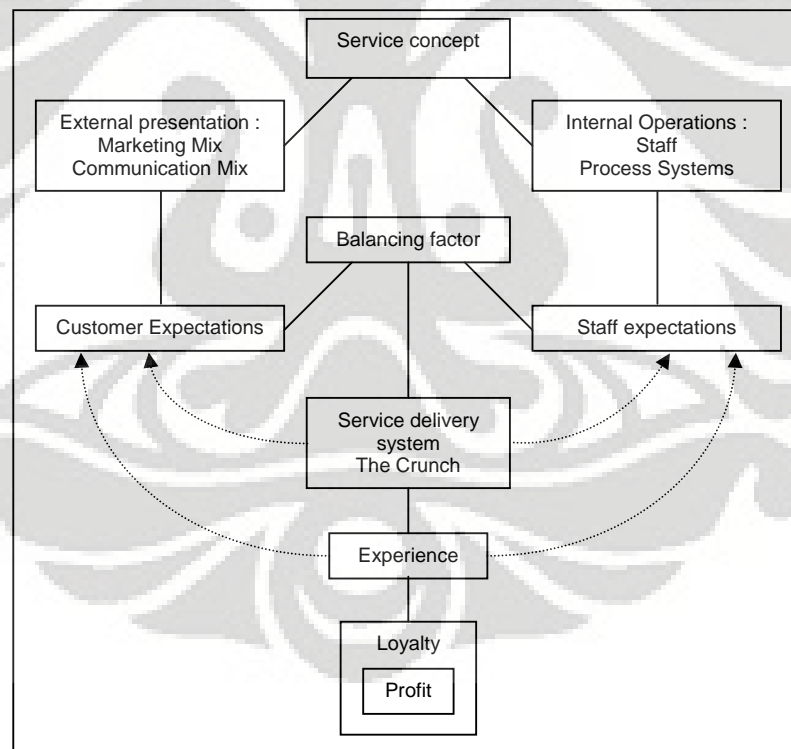 Service concept
External presentation :
Marketing Mix
Communication Mix
Internal Operations :
Staff
Process Systems
Balancing factor
Customer Expectations
Staff expectations
Service delivery
system
The Crunch
Experience
Loyalty
Profit